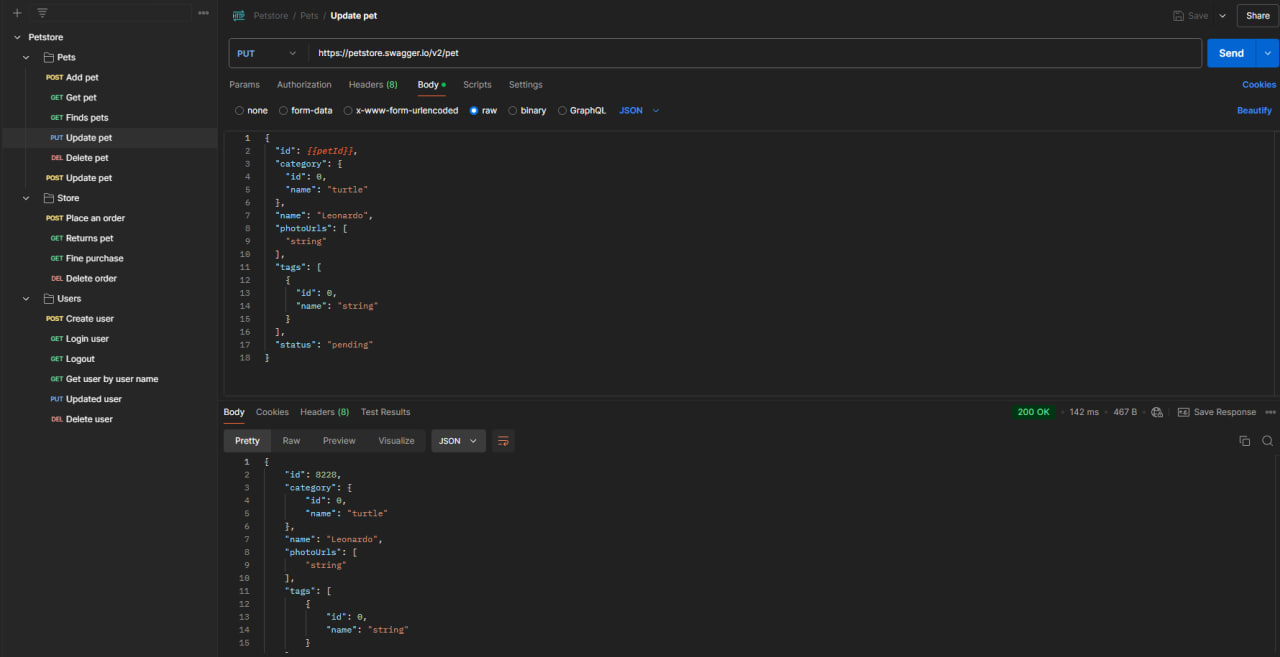 Petstore / Pets / Update pet
Save
Share
Petstore
Pets
POST Add pet
GET Get pet
GET Finds pets
PUT Update pet
DEL Delete pet
POST Update pet
Store
POST Place an order
GET Returns pet
GET Fine purchase
DEL Delete order
Users
POST Create user
GET Login user
GET Logout
GET Get user by user name
PUT Updated user
DEL Delete user
PUT https://petstore.swagger.io/v2/pet
Send
Params Authorization Headers (8) Body Scripts Settings
Cookies
none form-data x-www-form-urlencoded raw binary GraphQL JSON
Beautify
1 {
2 "id": {{petId}},
3 "category": {
4 "id": 0,
5 "name": "turtle"
6 },
7 "name": "Leonardo",
8 "photoUrls": [
9 "string"
10 ],
11 "tags": [
12 {
13 "id": 0,
14 "name": "string"
15 }
16 ],
17 "status": "pending"
18 }
Body Cookies Headers (8) Test Results
200 OK 142 ms 467 B Save Response
Pretty Raw Preview Visualize JSON
1 {
2 "id": 8228,
3 "category": {
4 "id": 0,
5 "name": "turtle"
6 },
7 "name": "Leonardo",
8 "photoUrls": [
9 "string"
10 ],
11 "tags": [
12 {
13 "id": 0,
14 "name": "string"
15 }